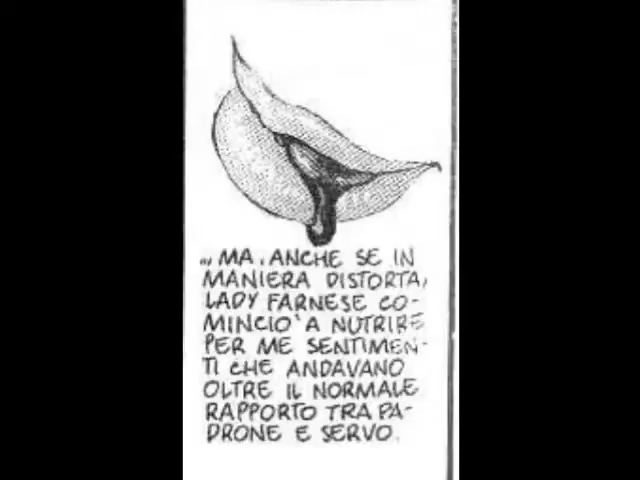 ... MA, ANCHE SE IN
MANIERA DISTORTA,
LADY FARNESE CO-
MINCIO' A NUTRIRE
PER ME SENTIMEN-
TI CHE ANDAVANO
OLTRE IL NORMALE
RAPPORTO TRA PA-
DRONE E SERVO.